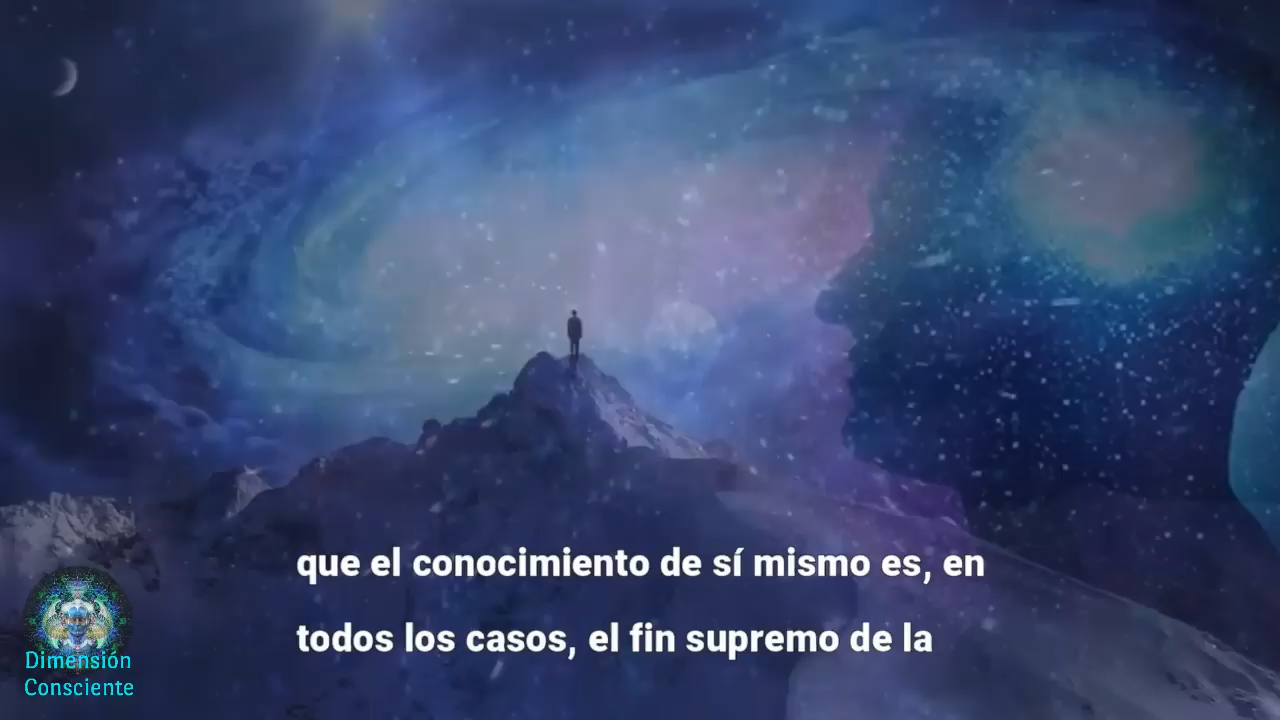 que el conocimiento de sí mismo es, en
todos los casos, el fin supremo de la
Dimensión
Consciente